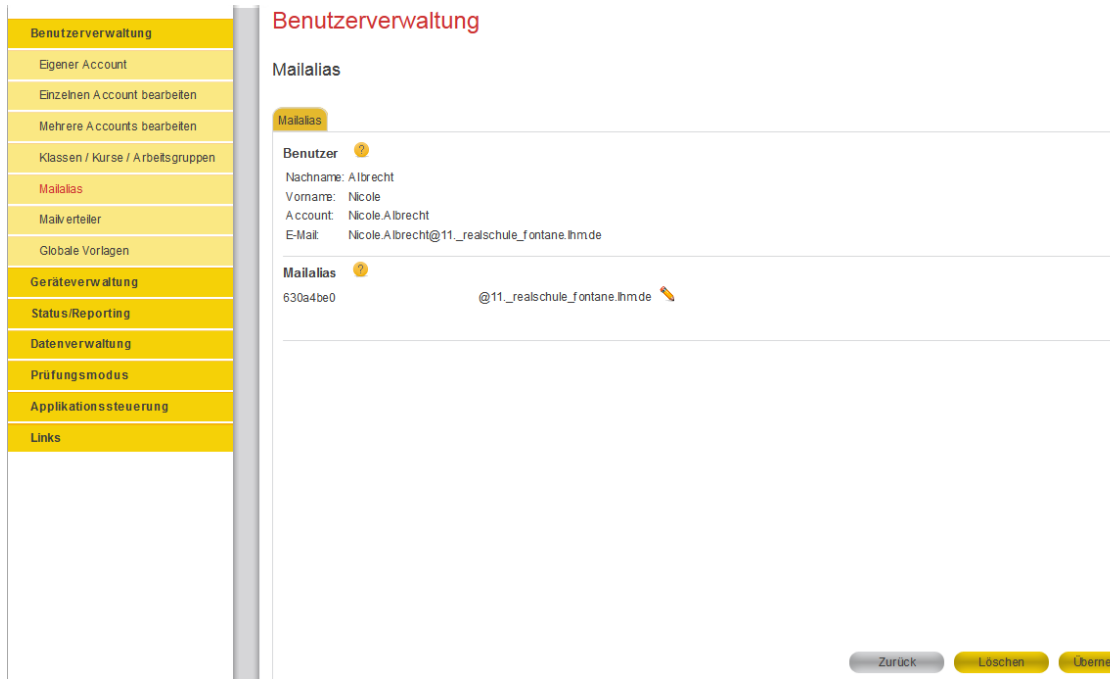 Benutzerverwaltung
Eigener Account
Einzelnen Account bearbeiten
Mehrere Accounts bearbeiten
Klassen / Kurse / Arbeitsgruppen
Mailalias
Mailverteiler
Globale Vorlagen
Geräteverwaltung
Status/Reporting
Datenverwaltung
Prüfungsmodus
Applikationssteuerung
Links
Benutzerverwaltung
Mailalias
Mailalias
Benutzer ?
Nachname: Albrecht
Vorname: Nicole
Account: Nicole.Albrecht
E-Mail: Nicole.Albrecht@11._realschule_fontane.lhm.de
Mailalias ?
630a4be0 @11._realschule_fontane.lhm.de
Zurück Löschen Überne